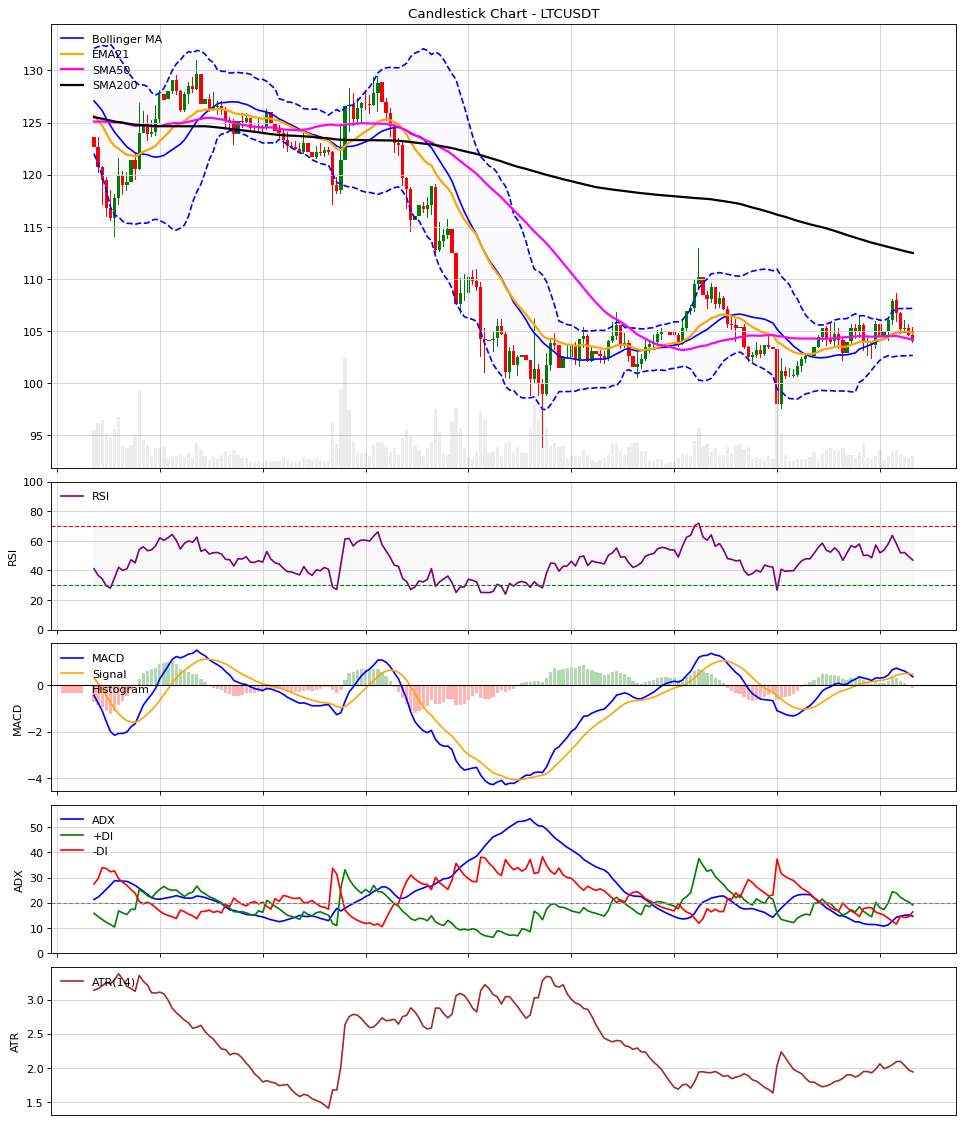 Candlestick Chart - LTCUSDT
Bollinger MA
EMA21
SMA50
SMA200
130
125
120
115
110
105
100
95
RSI
100
80
60
40
20
0
RSI
MACD
Signal
Histogram
0
−2
−4
MACD
ADX
+DI
-DI
50
40
30
20
10
0
ADX
ATR(14)
3.0
2.5
2.0
1.5
ATR